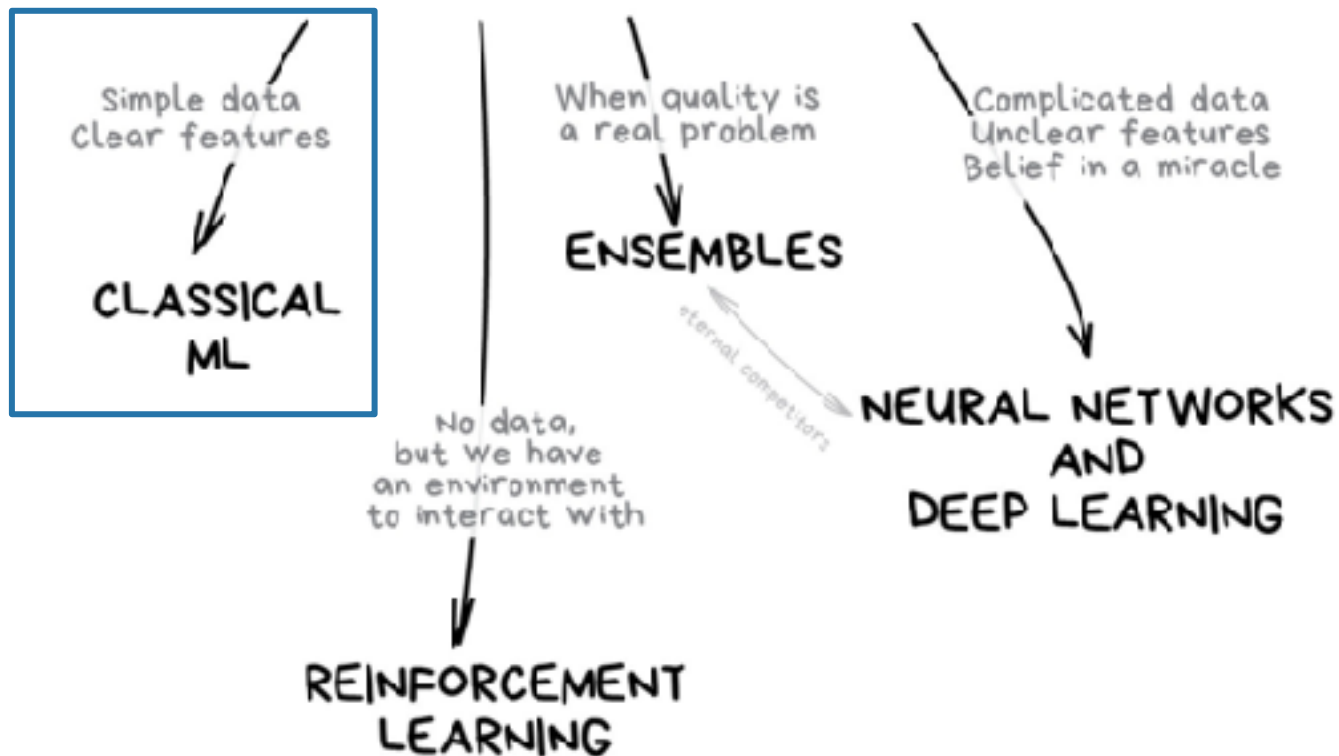 Simple data
Clear features
CLASSICAL
ML
No data,
but we have
an environment
to interact with
REINFORCEMENT
LEARNING
When quality is
a real problem
ENSEMBLES
eternal competitors
Complicated data
Unclear features
Belief in a miracle
NEURAL NETWORKS
AND
DEEP LEARNING